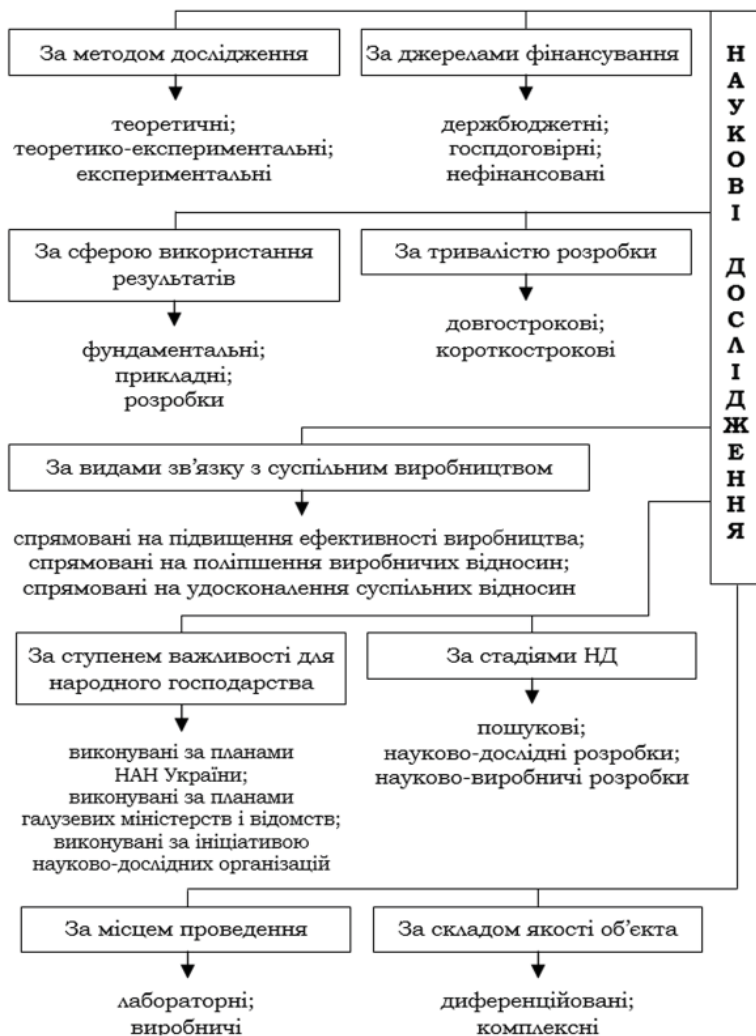 За методом дослідження
теоретичні;
теоретико-експериментальні;
експериментальні
За джерелами фінансування
держбюджетні;
госпдоговірні;
нефінансовані
НАУКОВІ ДОСЛІДЖЕННЯ
За сферою використання
результатів
фундаментальні;
прикладні;
розробки
За тривалістю розробки
довгострокові;
короткострокові
За видами зв’язку з суспільним виробництвом
спрямовані на підвищення ефективності виробництва;
спрямовані на поліпшення виробничих відносин;
спрямовані на удосконалення суспільних відносин
За ступенем важливості для
народного господарства
виконувані за планами
НАН України;
виконувані за планами
галузевих міністерств і відомств;
виконувані за ініціативою
науково-дослідних організацій
За стадіями НД
пошукові;
науково-дослідні розробки;
науково-виробничі розробки
За місцем проведення
лабораторні;
виробничі
За складом якості об’єкта
диференційовані;
комплексні